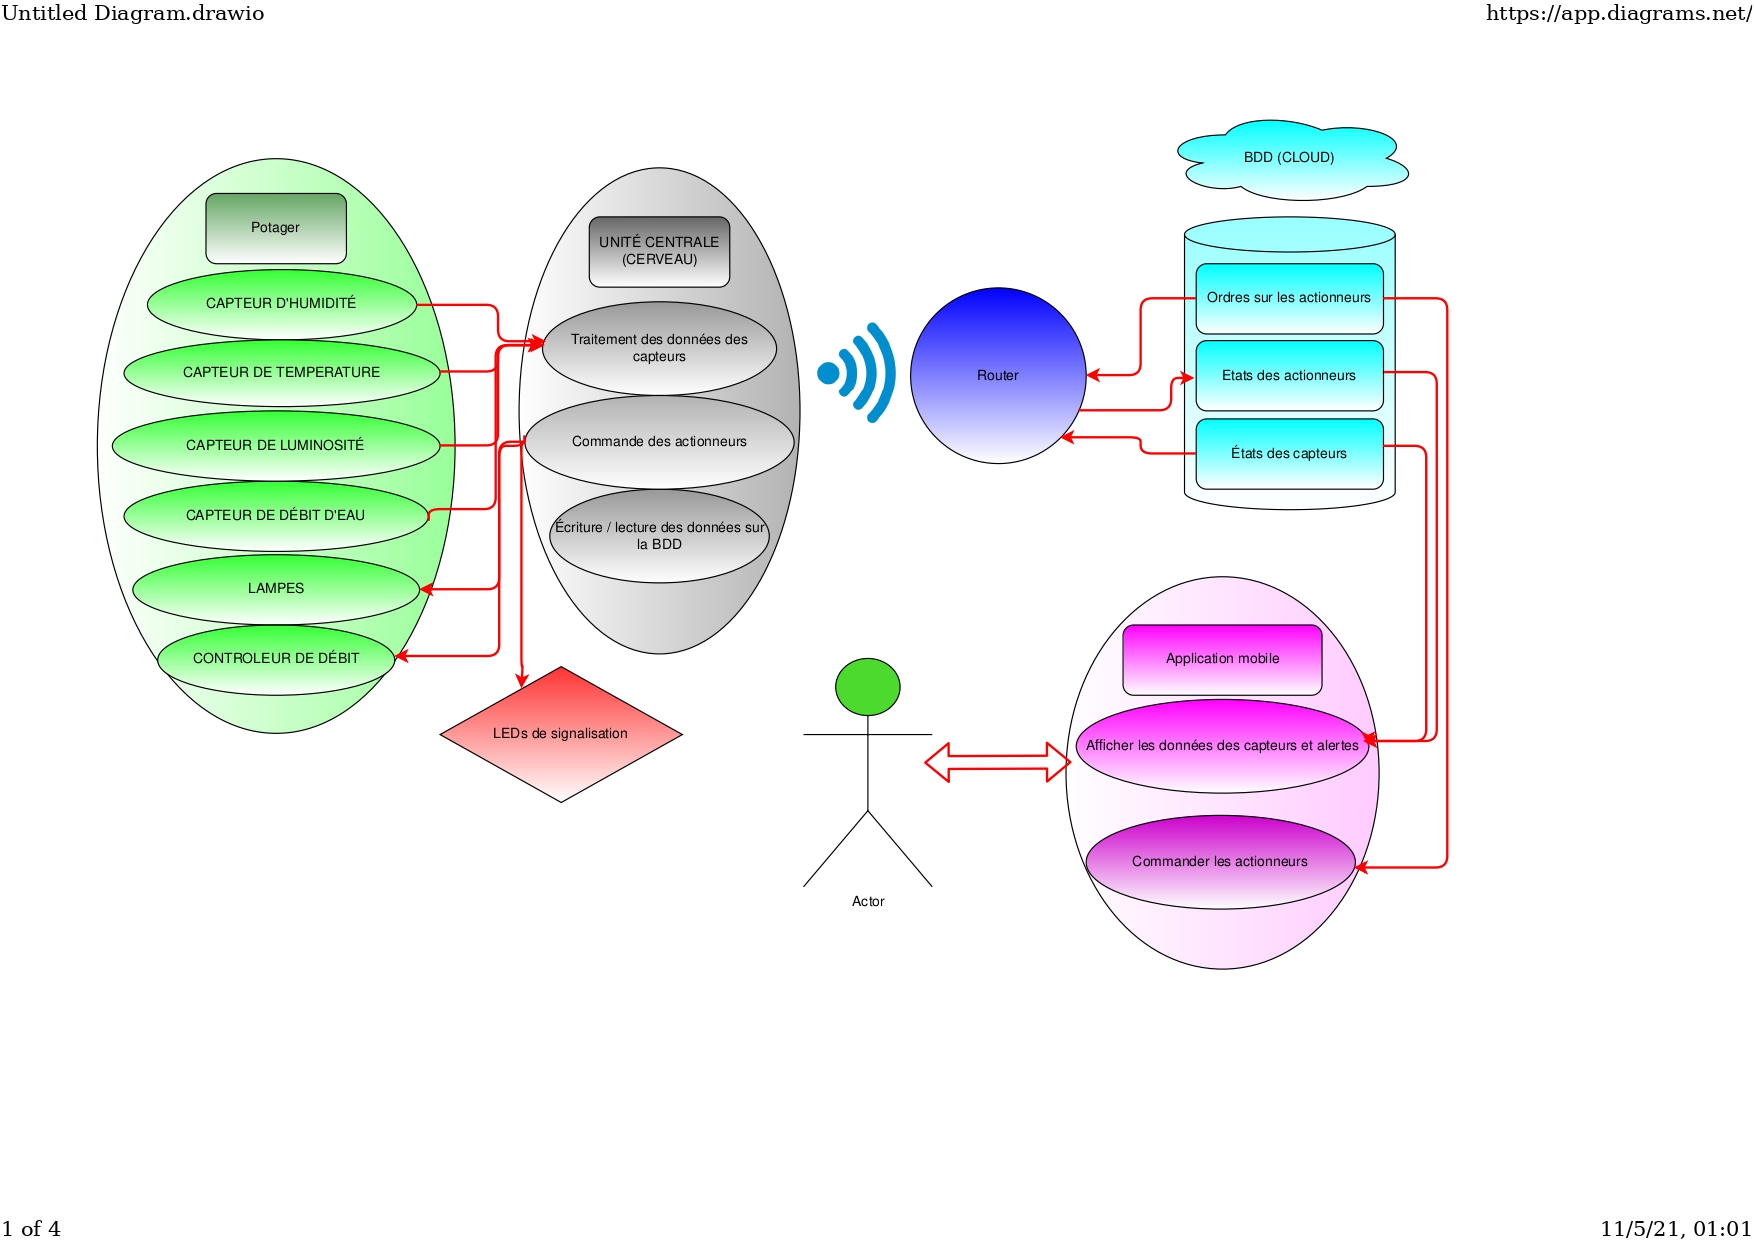 Untitled Diagram.drawio
https://app.diagrams.net/
BDD (CLOUD)
Potager
CAPTEUR D'HUMIDITÉ
CAPTEUR DE TEMPERATURE
CAPTEUR DE LUMINOSITÉ
CAPTEUR DE DÉBIT D'EAU
LAMPES
CONTROLEUR DE DÉBIT
UNITÉ CENTRALE
(CERVEAU)
Traitement des données des
capteurs
Commande des actionneurs
Écriture / lecture des données sur
la BDD
LEDs de signalisation
Router
Ordres sur les actionneurs
Etats des actionneurs
États des capteurs
Actor
Application mobile
Afficher les données des capteurs et alertes
Commander les actionneurs
1 of 4
11/5/21, 01:01